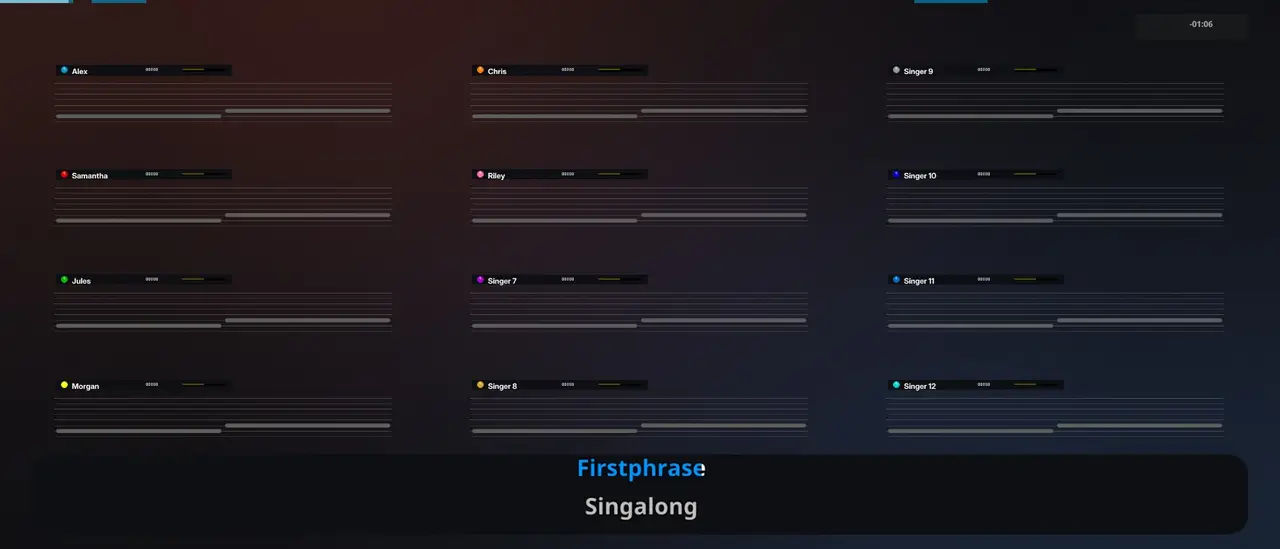 -01:06
Alex
Chris
Singer 9
Samantha
Riley
Singer 10
Jules
Singer 7
Singer 11
Morgan
Singer 8
Singer 12
Firstphrase
Singalong